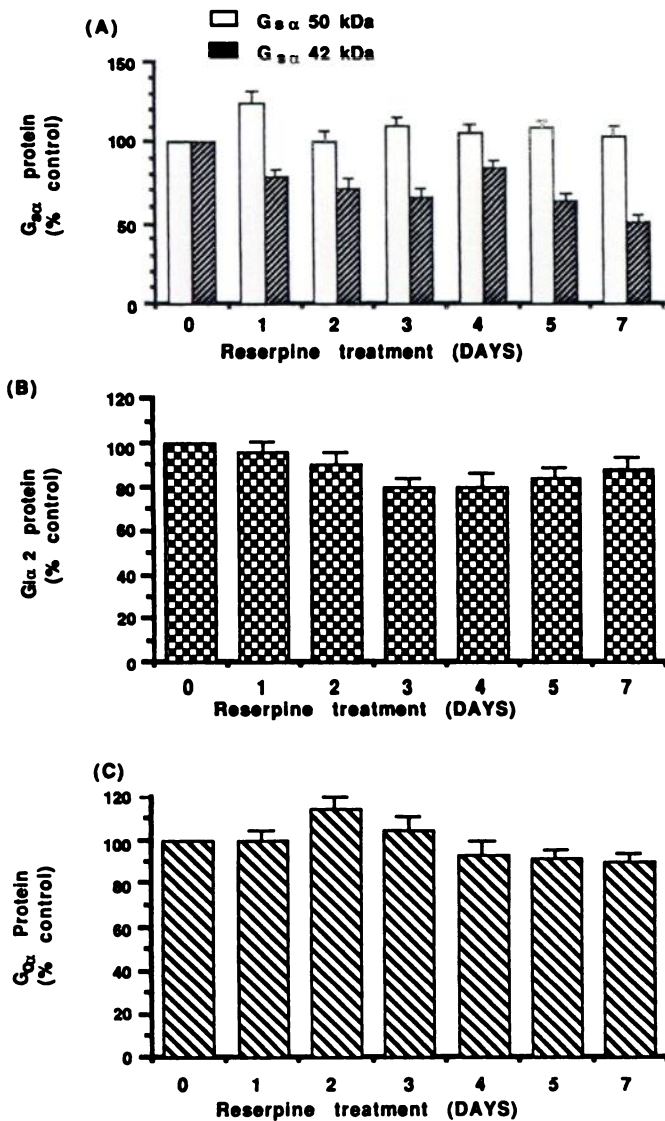 (A)
Gsα 50 kDa
Gsα 42 kDa
150
100
50
0
Gsα protein
(% control)
0 1 2 3 4 5 7
Reserpine treatment (DAYS)
(B)
120
100
80
60
40
20
0
Giα 2 protein
(% control)
0 1 2 3 4 5 7
Reserpine treatment (DAYS)
(C)
120
100
80
60
40
20
0
GOα Protein
(% control)
0 1 2 3 4 5 7
Reserpine treatment (DAYS)